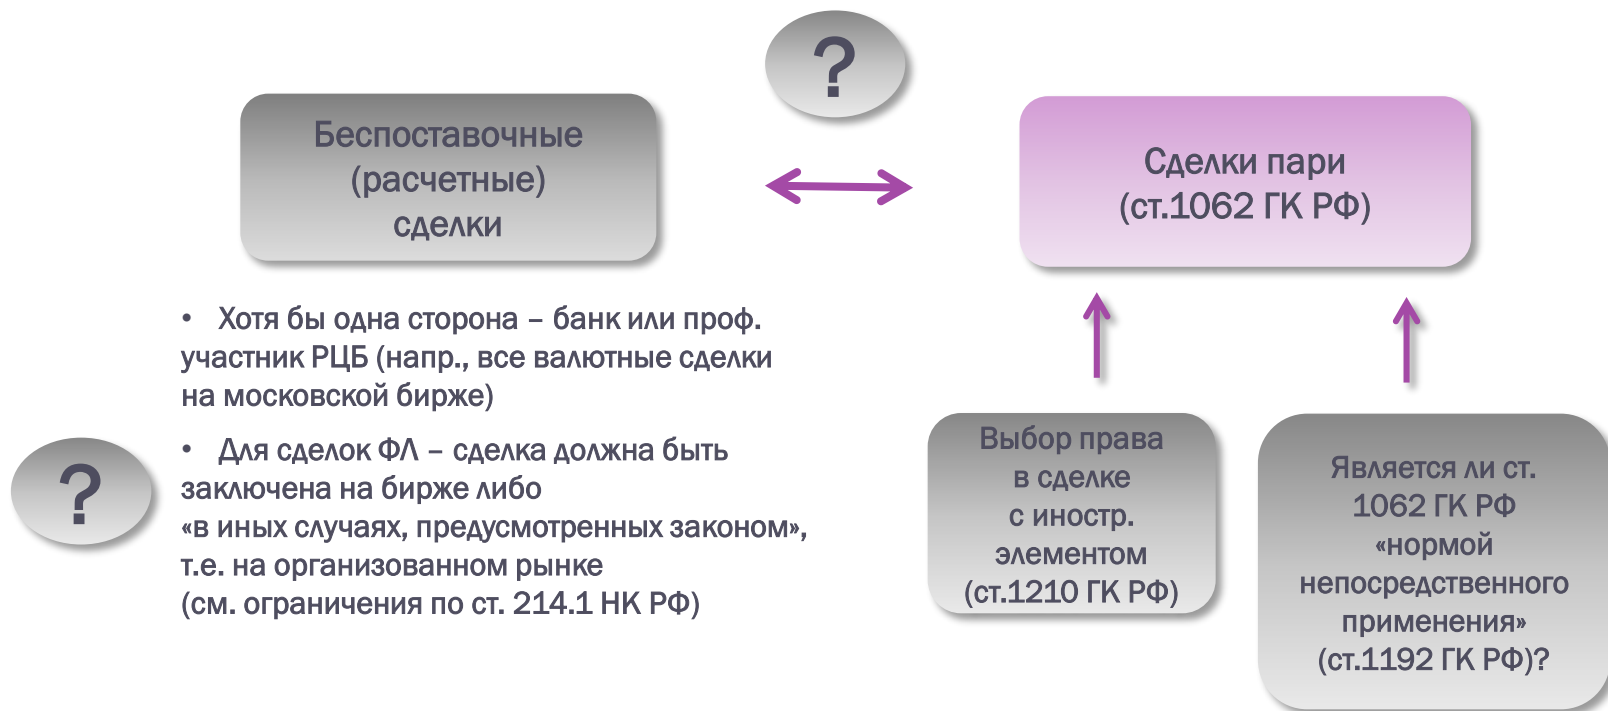 ?
Беспоставочные
(расчетные)
сделки
Сделки пари
(ст.1062 ГК РФ)
• Хотя бы одна сторона – банк или проф.
участник РЦБ (напр., все валютные сделки
на московской бирже)
?
• Для сделок ФЛ – сделка должна быть
заключена на бирже либо
«в иных случаях, предусмотренных законом»,
т.е. на организованном рынке
(см. ограничения по ст. 214.1 НК РФ)
Выбор права
в сделке
с иностр.
элементом
(ст.1210 ГК РФ)
Является ли ст.
1062 ГК РФ
«нормой
непосредственного
применения»
(ст.1192 ГК РФ)?